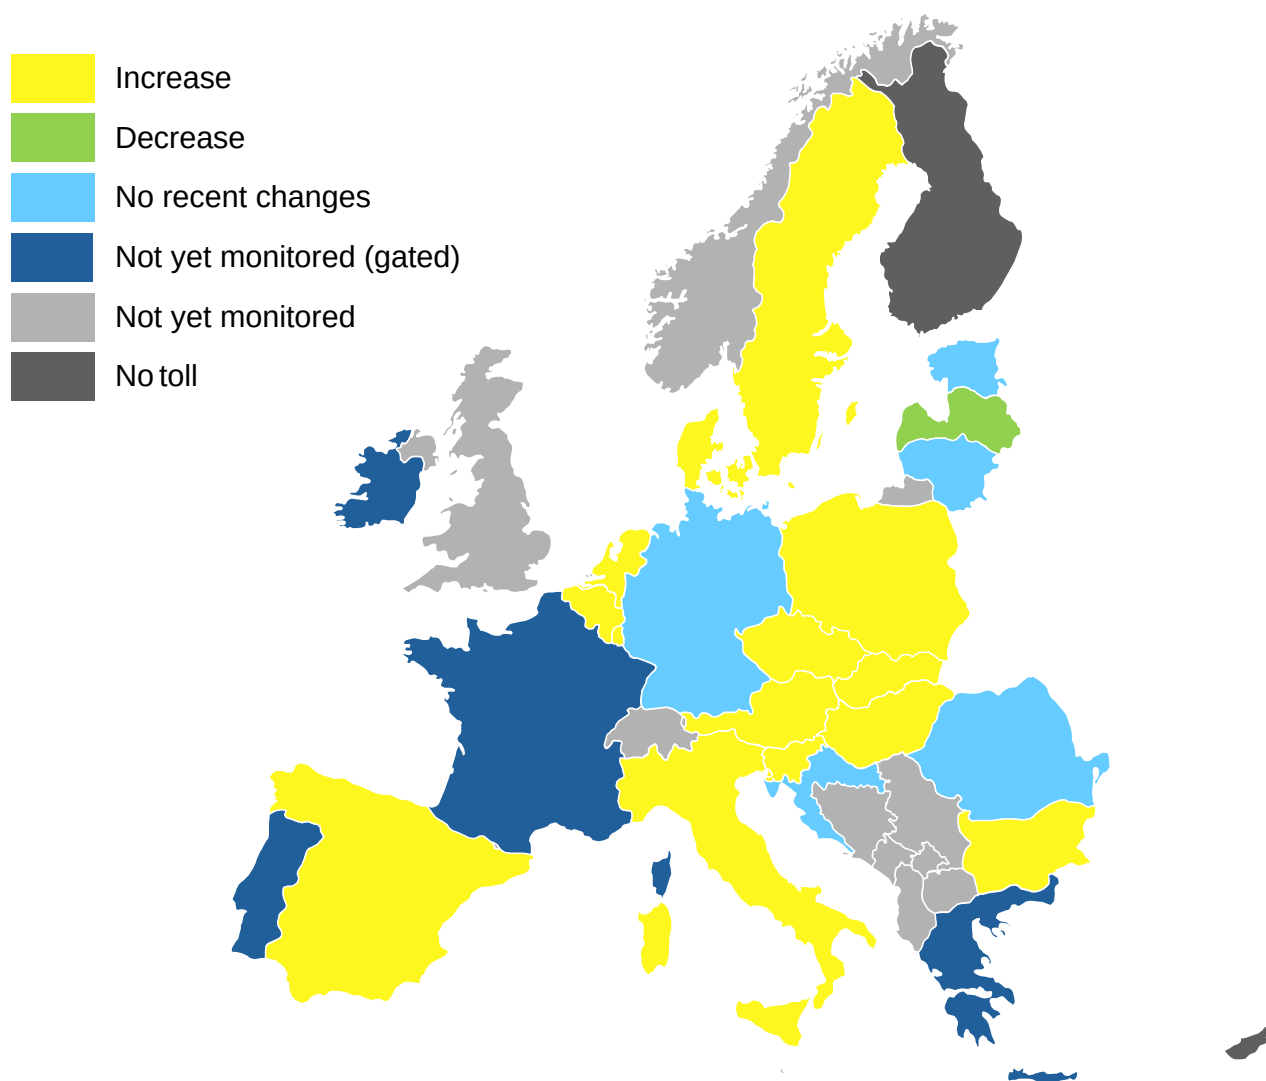 Increase
Decrease
No recent changes
Not yet monitored (gated)
Not yet monitored
No toll